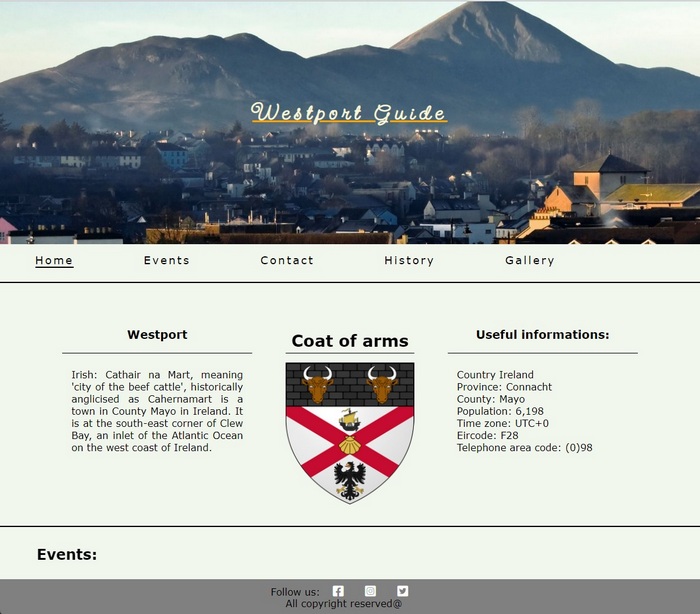 Westport Guide
Home Events Contact History Gallery
Westport
Irish: Cathair na Mart, meaning
'city of the beef cattle', historically
anglicised as Cahernamart is a
town in County Mayo in Ireland. It
is at the south-east corner of Clew
Bay, an inlet of the Atlantic Ocean
on the west coast of Ireland.
Coat of arms
Useful informations:
Country Ireland
Province: Connacht
County: Mayo
Population: 6,198
Time zone: UTC+0
Eircode: F28
Telephone area code: (0)98
Events:
Follow us:
All copyright reserved@